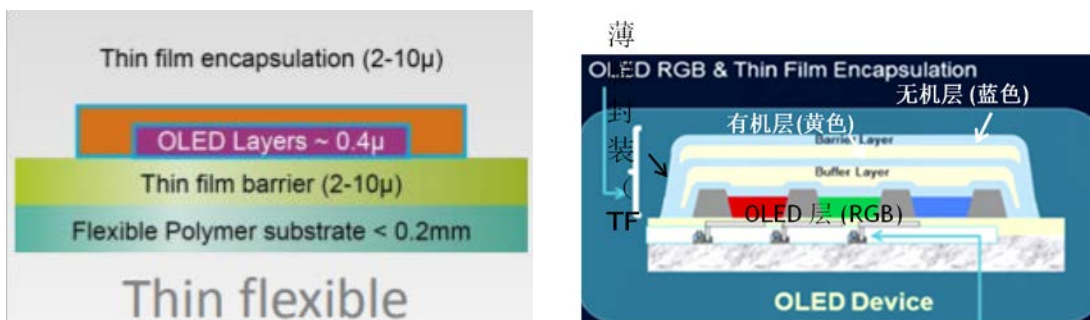 Thin film encapsulation (2-10µ)
OLED Layers ~ 0.4µ
Thin film barrier (2-10µ)
Flexible Polymer substrate < 0.2mm
Thin flexible
薄
OLED RGB & Thin Film Encapsulation
封
装
(
TF
无机层 (蓝色)
有机层(黄色)
Barrier Layer
Buffer Layer
OLED 层 (RGB)
OLED Device